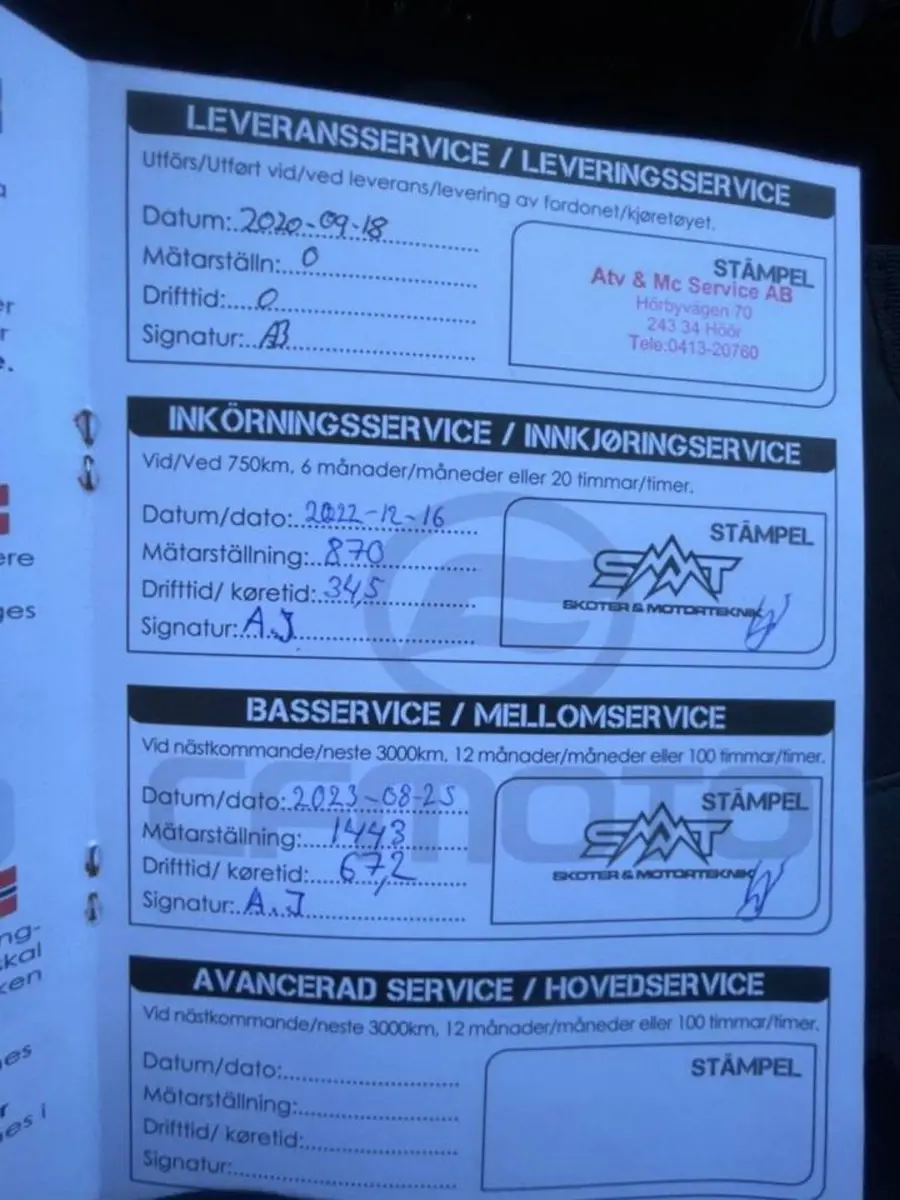 LEVERANSSERVICE / LEVERINGSSERVICE
Utförs/Utført vid/ved leverans/levering av fordonet/kjøretøyet.
Datum: 2020-09-18
Mätarställn: 0
Drifttid: 0
Signatur: AB
STÄMPEL
Atv & Mc Service AB
Hörbyvägen 70
243 34 Höör
Tele:0413-20760
INKÖRNINGSSERVICE / INNKJØRINGSERVICE
Vid/Ved 750km, 6 månader/måneder eller 20 timmar/timer.
Datum/dato: 2022-12-16
Mätarställning: 870
Drifttid/ køretid: 34,5
Signatur: A.J
STÄMPEL
SMT
SKOTER & MOTORTEKNIK
BASSERVICE / MELLOMSERVICE
Vid nästkommande/neste 3000km, 12 månader/måneder eller 100 timmar/timer.
CFMOTO
Datum/dato: 2023-08-25
Mätarställning: 1443
Drifttid/ køretid: 67,2
Signatur: A.J
STÄMPEL
SMT
SKOTER & MOTORTEKNIK
AVANCERAD SERVICE / HOVEDSERVICE
Vid nästkommande/neste 3000km, 12 månader/måneder eller 100 timmar/timer.
Datum/dato:
Mätarställning:
Drifttid/ køretid:
Signatur:
STÄMPEL